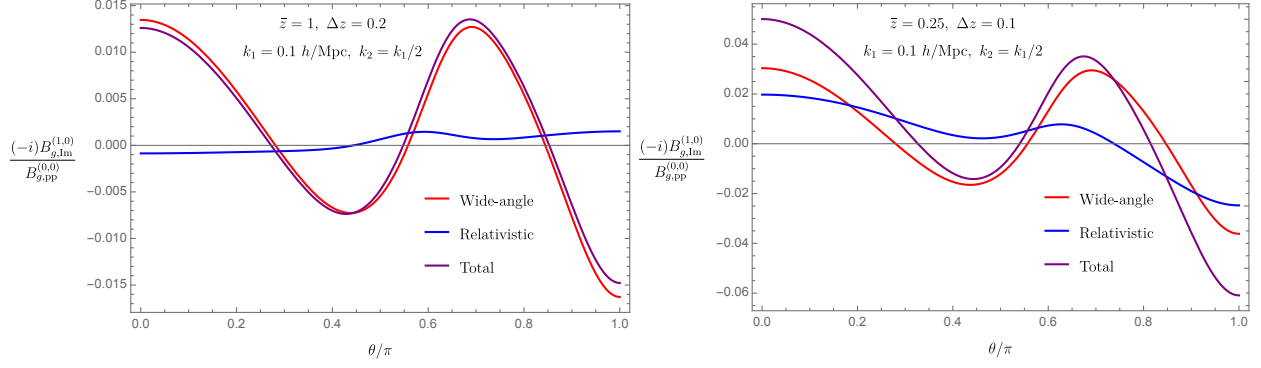 z̅ = 1, Δz = 0.2
k₁ = 0.1 h/Mpc, k₂ = k₁/2
(−i)B_{g,Im}^{(1,0)}
B_{g,pp}^{(0,0)}
0.015
0.010
0.005
0.000
−0.005
−0.010
−0.015
Wide-angle
Relativistic
Total
0.0 0.2 0.4 0.6 0.8 1.0
θ/π
z̅ = 0.25, Δz = 0.1
k₁ = 0.1 h/Mpc, k₂ = k₁/2
(−i)B_{g,Im}^{(1,0)}
B_{g,pp}^{(0,0)}
0.04
0.02
0.00
−0.02
−0.04
−0.06
Wide-angle
Relativistic
Total
0.0 0.2 0.4 0.6 0.8 1.0
θ/π